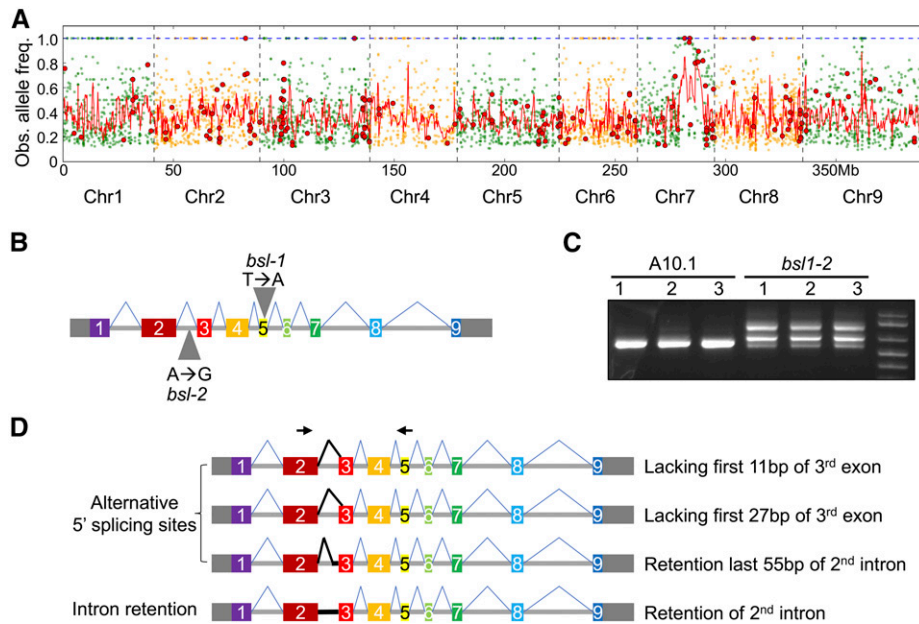 A
Obs. allele freq.
1.0
0.8
0.6
0.4
0.2
0
0 50 100 150 200 250 300 350Mb
Chr1 Chr2 Chr3 Chr4 Chr5 Chr6 Chr7 Chr8 Chr9
B
bsl-1
T→A
1 2 3 4 5 6 7 8 9
A→G
bsl-2
C
A10.1 bsl1-2
1 2 3 1 2 3
D
1 2 3 4 5 6 7 8 9 Lacking first 11bp of 3rd exon
Alternative
5' splicing sites
1 2 3 4 5 6 7 8 9 Lacking first 27bp of 3rd exon
1 2 3 4 5 6 7 8 9 Retention last 55bp of 2nd intron
Intron retention 1 2 3 4 5 6 7 8 9 Retention of 2nd intron